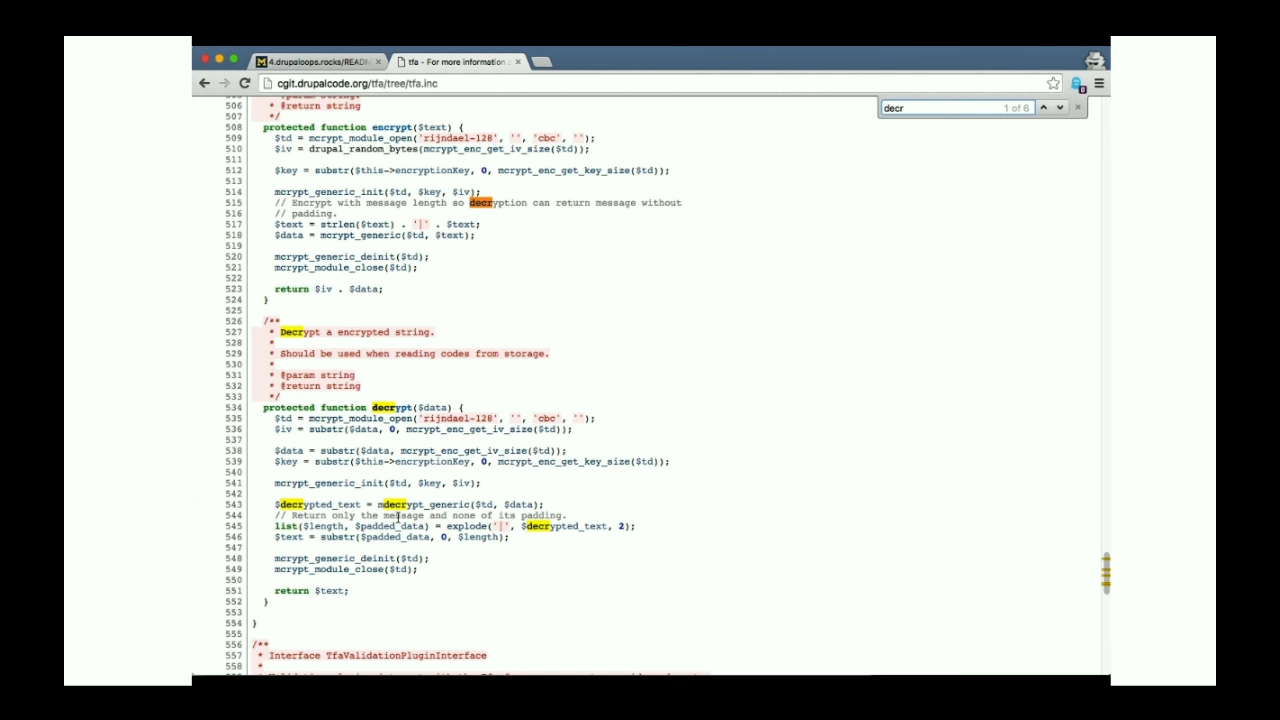 4.drupaloops.rocks/READM
tfa - For more information
cgit.drupalcode.org/tfa/tree/tfa.inc
decr 1 of 6
506 * @return string
507 */
508 protected function encrypt($text) {
509 $td = mcrypt_module_open('rijndael-128', '', 'cbc', '');
510 $iv = drupal_random_bytes(mcrypt_enc_get_iv_size($td));
511
512 $key = substr($this->encryptionKey, 0, mcrypt_enc_get_key_size($td));
513
514 mcrypt_generic_init($td, $key, $iv);
515 // Encrypt with message length so decryption can return message without
516 // padding.
517 $text = strlen($text) . '|' . $text;
518 $data = mcrypt_generic($td, $text);
519
520 mcrypt_generic_deinit($td);
521 mcrypt_module_close($td);
522
523 return $iv . $data;
524 }
525
526 /**
527 * Decrypt a encrypted string.
528 *
529 * Should be used when reading codes from storage.
530 *
531 * @param string
532 * @return string
533 */
534 protected function decrypt($data) {
535 $td = mcrypt_module_open('rijndael-128', '', 'cbc', '');
536 $iv = substr($data, 0, mcrypt_enc_get_iv_size($td));
537
538 $data = substr($data, mcrypt_enc_get_iv_size($td));
539 $key = substr($this->encryptionKey, 0, mcrypt_enc_get_key_size($td));
540
541 mcrypt_generic_init($td, $key, $iv);
542
543 $decrypted_text = mdecrypt_generic($td, $data);
544 // Return only the message and none of its padding.
545 list($length, $padded_data) = explode('|', $decrypted_text, 2);
546 $text = substr($padded_data, 0, $length);
547
548 mcrypt_generic_deinit($td);
549 mcrypt_module_close($td);
550
551 return $text;
552 }
553
554 }
555
556 /**
557 * Interface TfaValidationPluginInterface
558 *